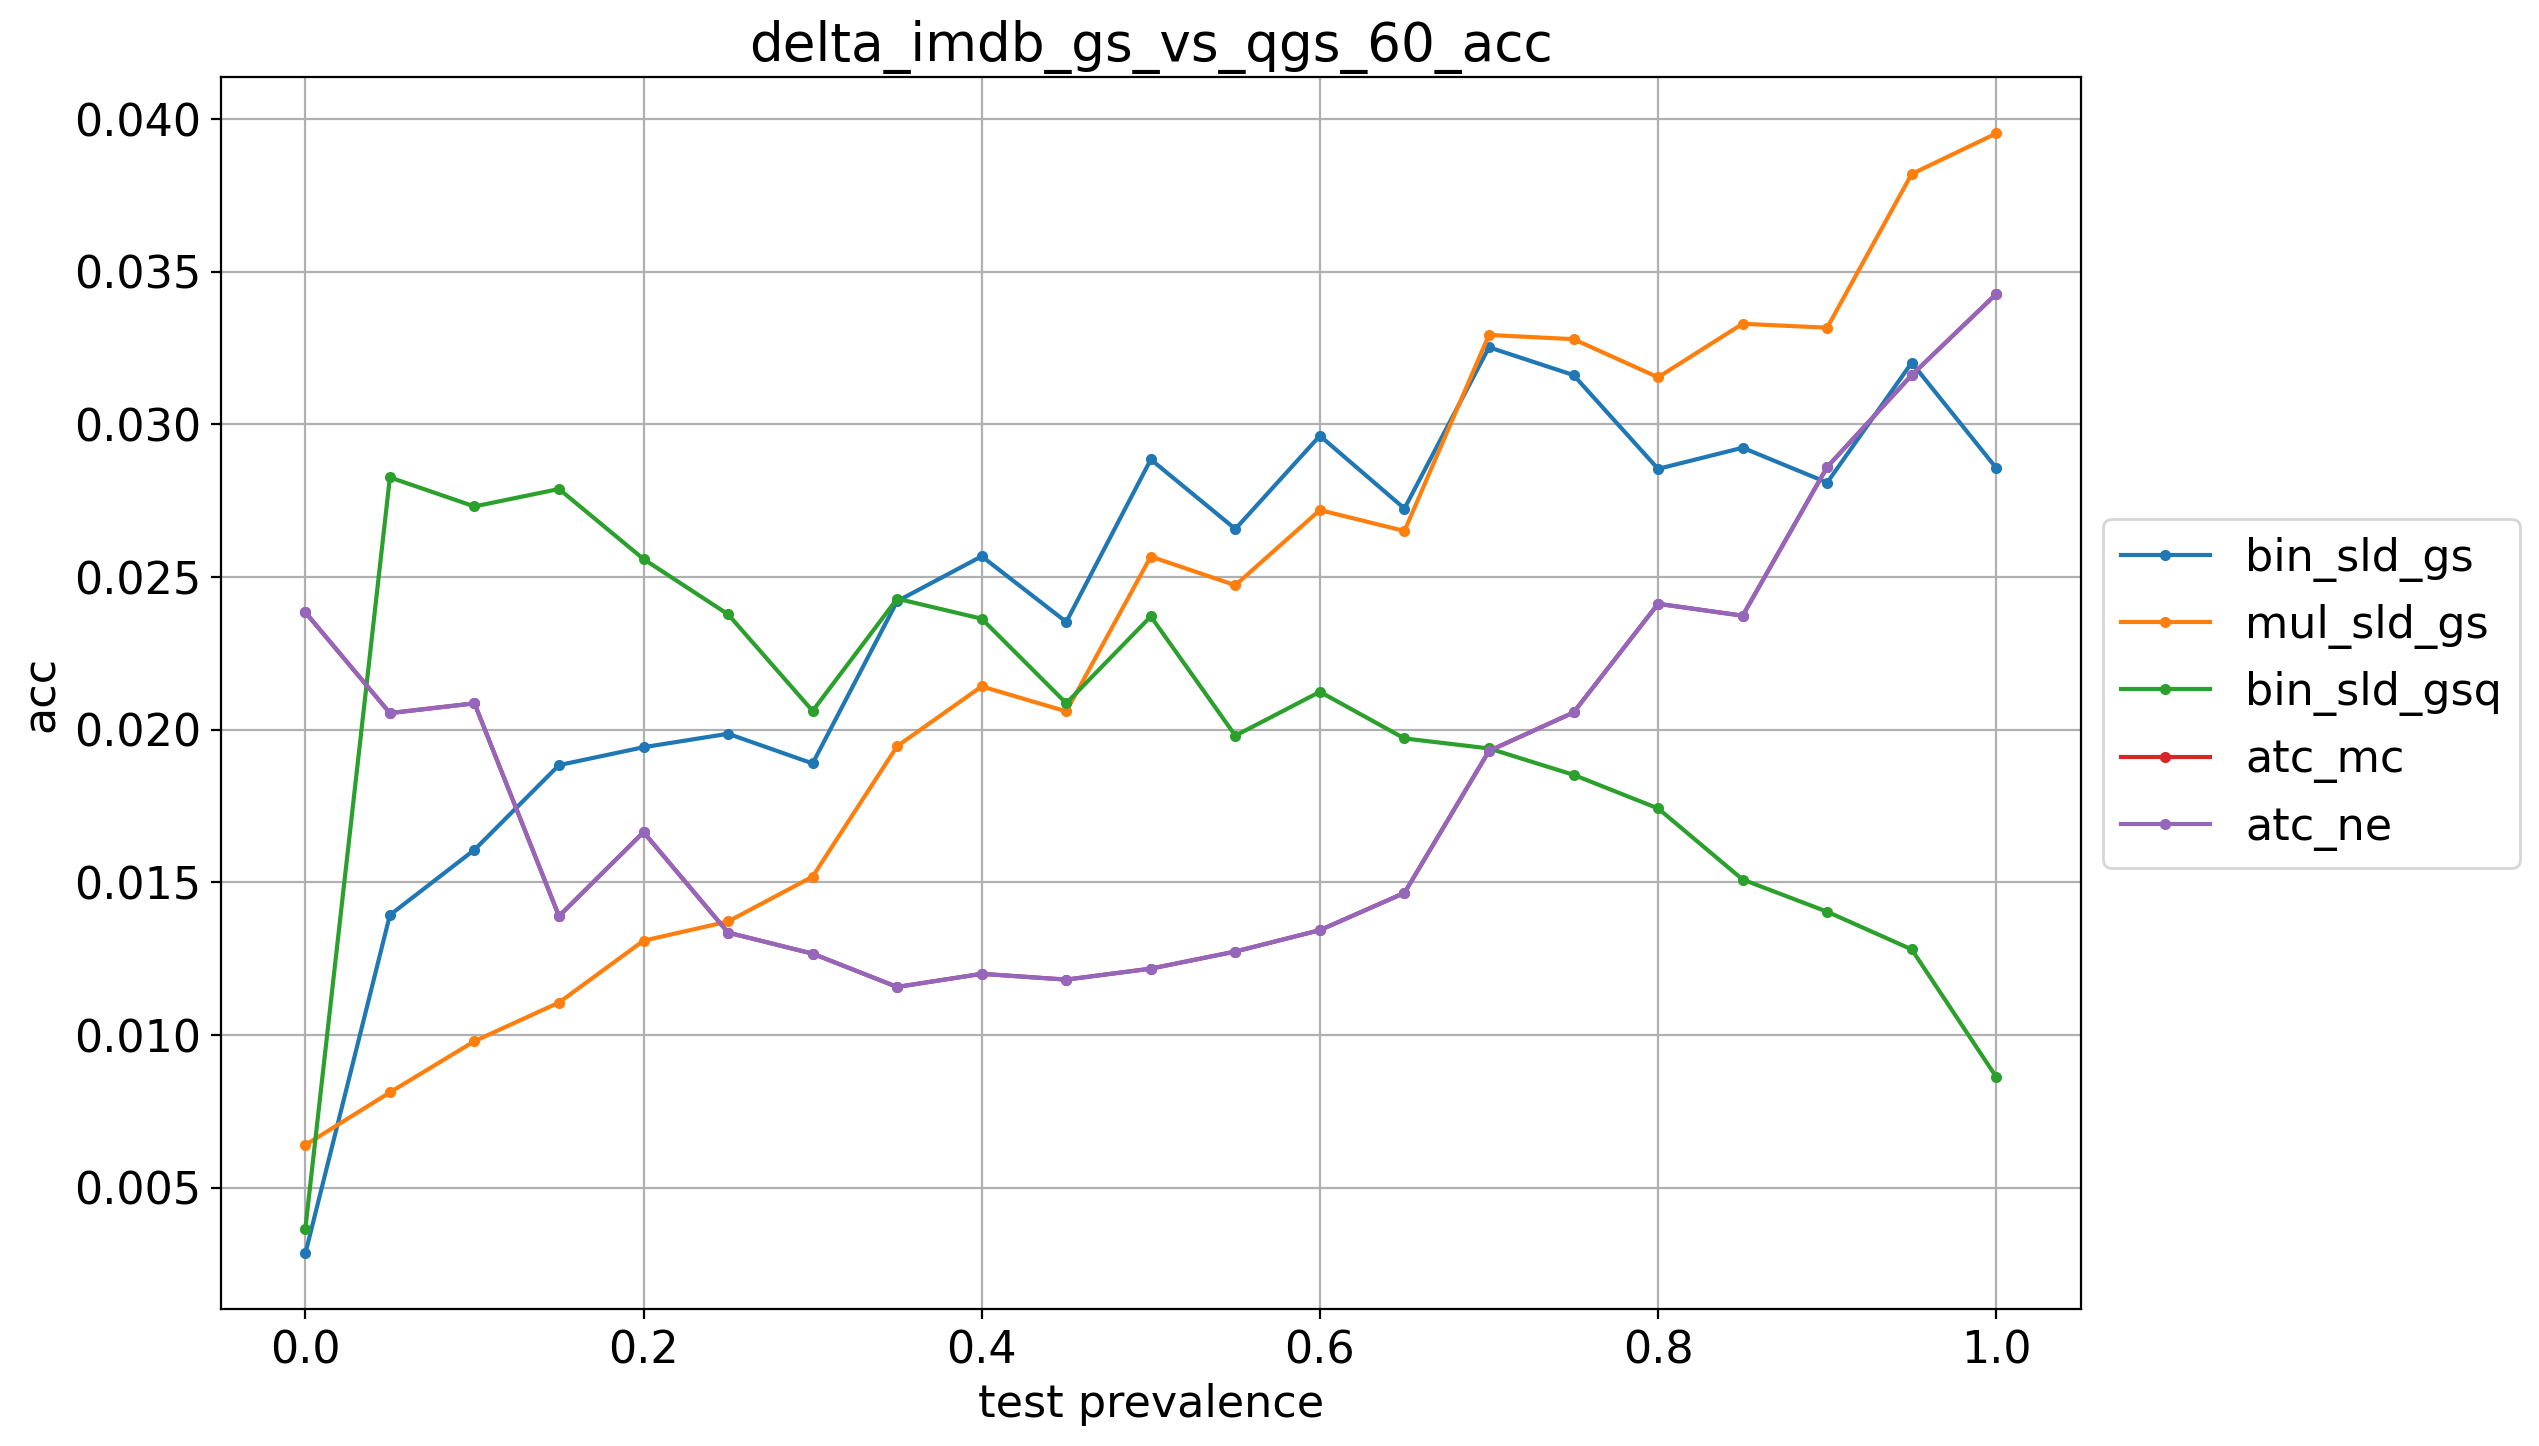 delta_imdb_gs_vs_qgs_60_acc
0.040
0.035
0.030
0.025
0.020
0.015
0.010
0.005
acc
0.0 0.2 0.4 0.6 0.8 1.0
test prevalence
bin_sld_gs
mul_sld_gs
bin_sld_gsq
atc_mc
atc_ne